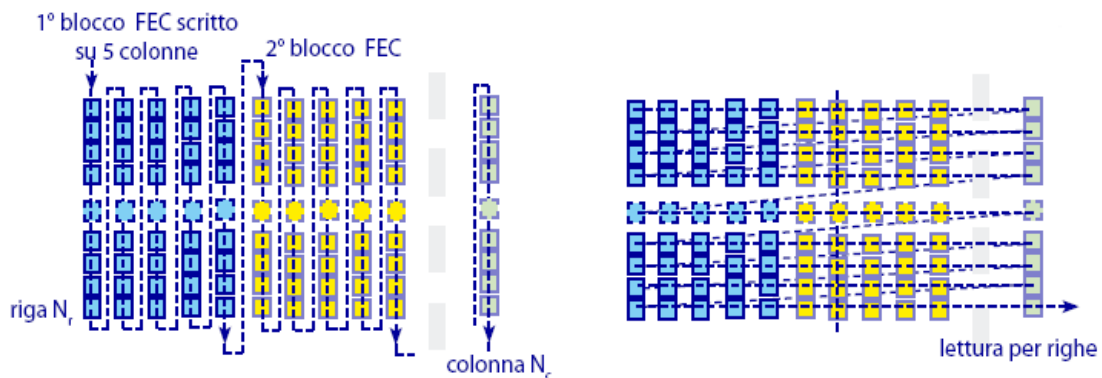 1° blocco FEC scritto
su 5 colonne
2° blocco FEC
riga Nr
colonna Nc
lettura per righe